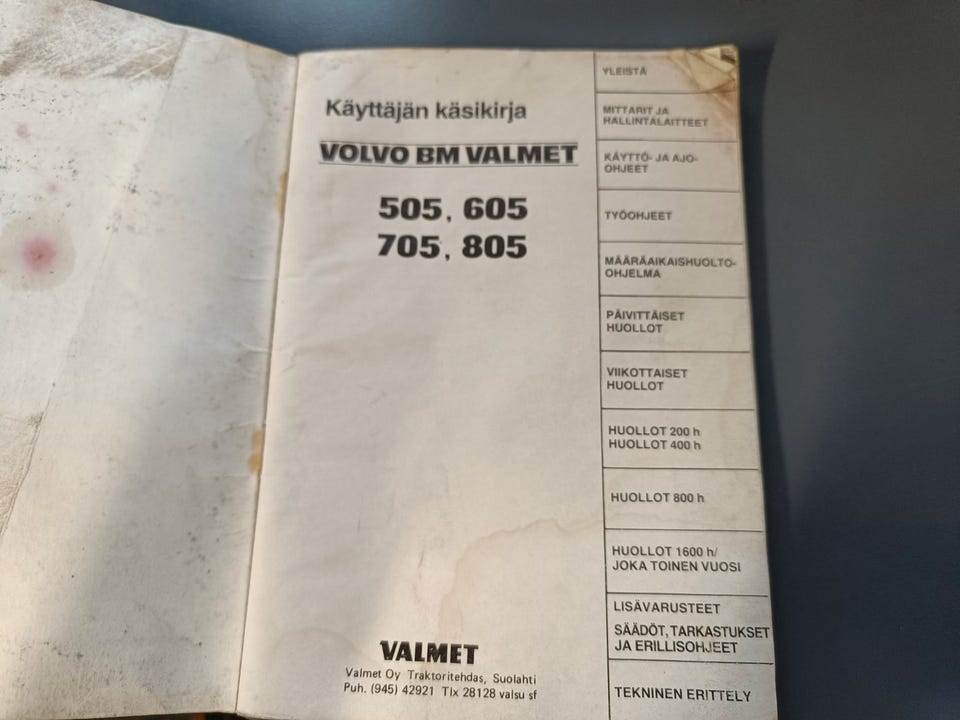 Käyttäjän käsikirja
VOLVO BM VALMET
505, 605
705, 805
VALMET
Valmet Oy Traktoritehdas, Suolahti
Puh. (945) 42921 Tlx 28128 valsu sf
YLEISTÄ
MITTARIT JA
HALLINTALAITTEET
KÄYTTÖ- JA AJO-
OHJEET
TYÖOHJEET
MÄÄRÄAIKAISHUOLTO-
OHJELMA
PÄIVITTÄISET
HUOLLOT
VIIKOTTAISET
HUOLLOT
HUOLLOT 200 h
HUOLLOT 400 h
HUOLLOT 800 h
HUOLLOT 1600 h/
JOKA TOINEN VUOSI
LISÄVARUSTEET
SÄÄDÖT, TARKASTUKSET
JA ERILLISOHJEET
TEKNINEN ERITTELY